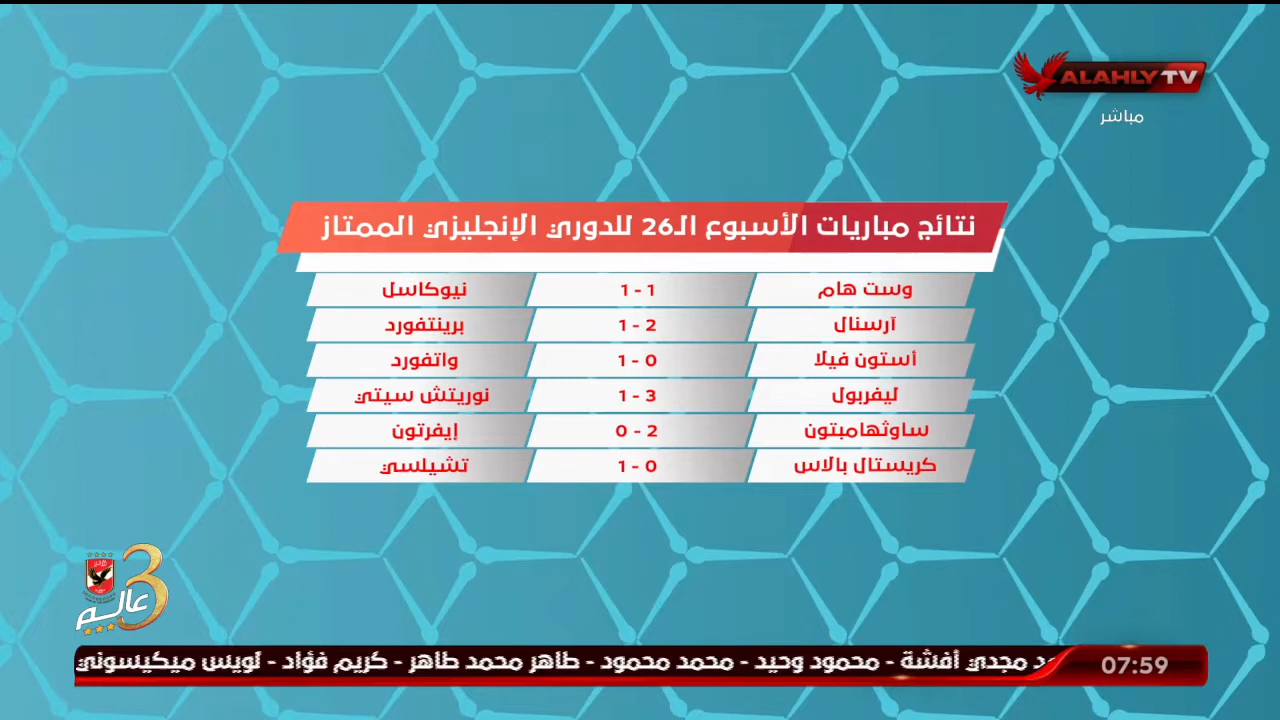 ALAHLY TV
مباشر
نتائج مباريات الأسبوع الـ26 للدوري الإنجليزي الممتاز
وست هام 1 - 1 نيوكاسل
آرسنال 2 - 1 برينتفورد
أستون فيلا 0 - 1 واتفورد
ليفربول 3 - 1 نوريتش سيتي
ساوثهامبتون 2 - 0 إيفرتون
كريستال بالاس 0 - 1 تشيلسي
3 عالم
07:59 مجدي أفشة - محمود وحيد - محمد محمود - طاهر محمد طاهر - كريم فؤاد - لويس ميكيسوني